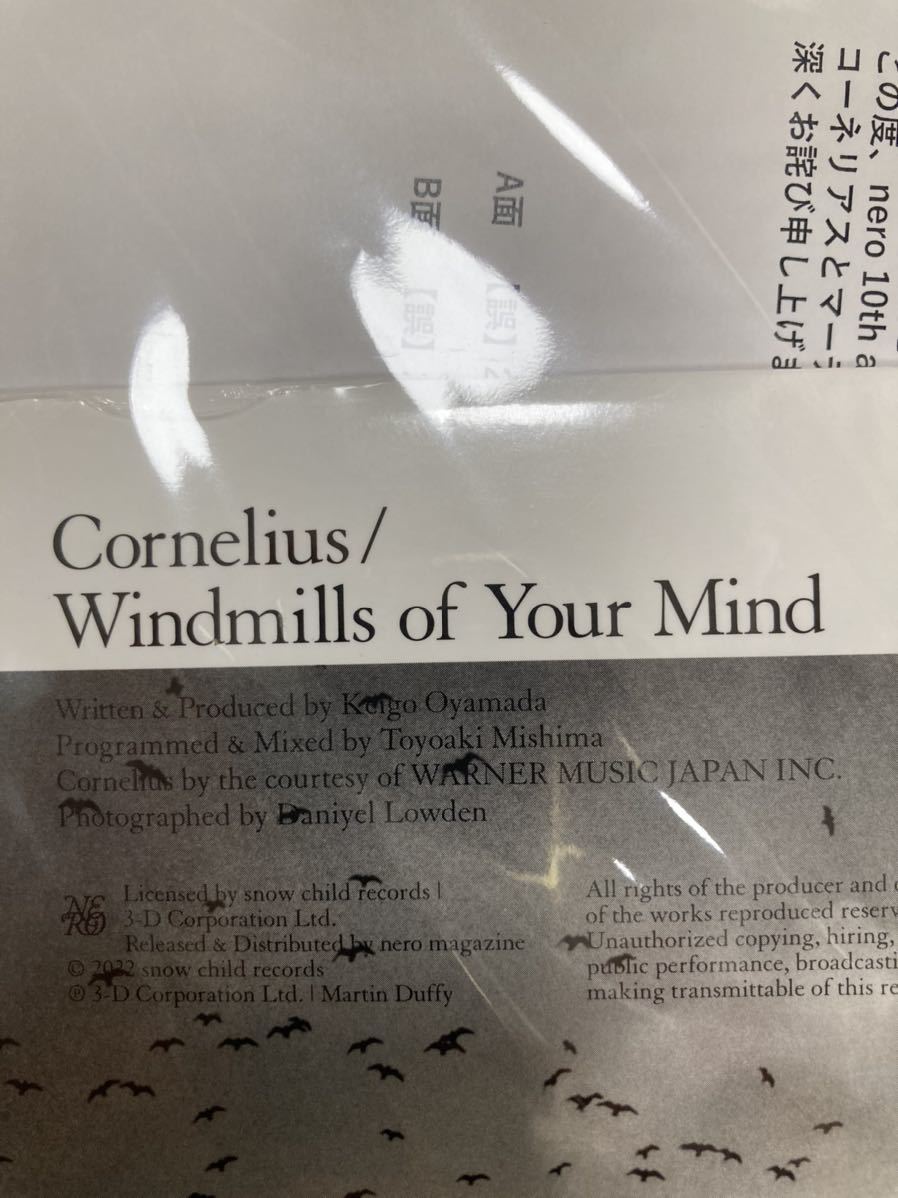 この度、nero 10th a
コーネリアスとマー
深くお詫び申し上げま
A面 【誤】
B面 【誤】
Cornelius/
Windmills of Your Mind
Written & Produced by Keigo Oyamada
Programmed & Mixed by Toyoaki Mishima
Cornelius by the courtesy of WARNER MUSIC JAPAN INC.
Photographed by Daniyel Lowden
NERO
Licensed by snow child records |
3-D Corporation Ltd.
Released & Distributed by nero magazine
© 2022 snow child records
℗ 3-D Corporation Ltd. | Martin Duffy
All rights of the producer and
of the works reproduced reserv
Unauthorized copying, hiring,
public performance, broadcasti
making transmittable of this re